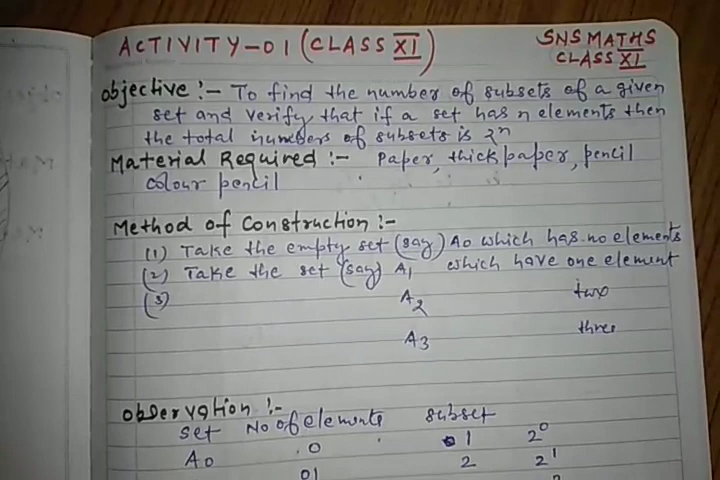 ACTIVITY-01 (CLASS XI)
SNS MATHS
CLASS XI
Objective :- To find the number of subsets of a given
set and verify that if a set has n elements then
the total numbers of subsets is 2ⁿ
Material Required :- Paper, thick paper, pencil
colour pencil
Method of Construction :-
(1) Take the empty set (say) A0 which has no elements
(2) Take the set (say) A1 which have one element
(3) A2 two
A3 three
Observation :-
Set No of elements subset
A0 0 1 2⁰
01 2 2¹